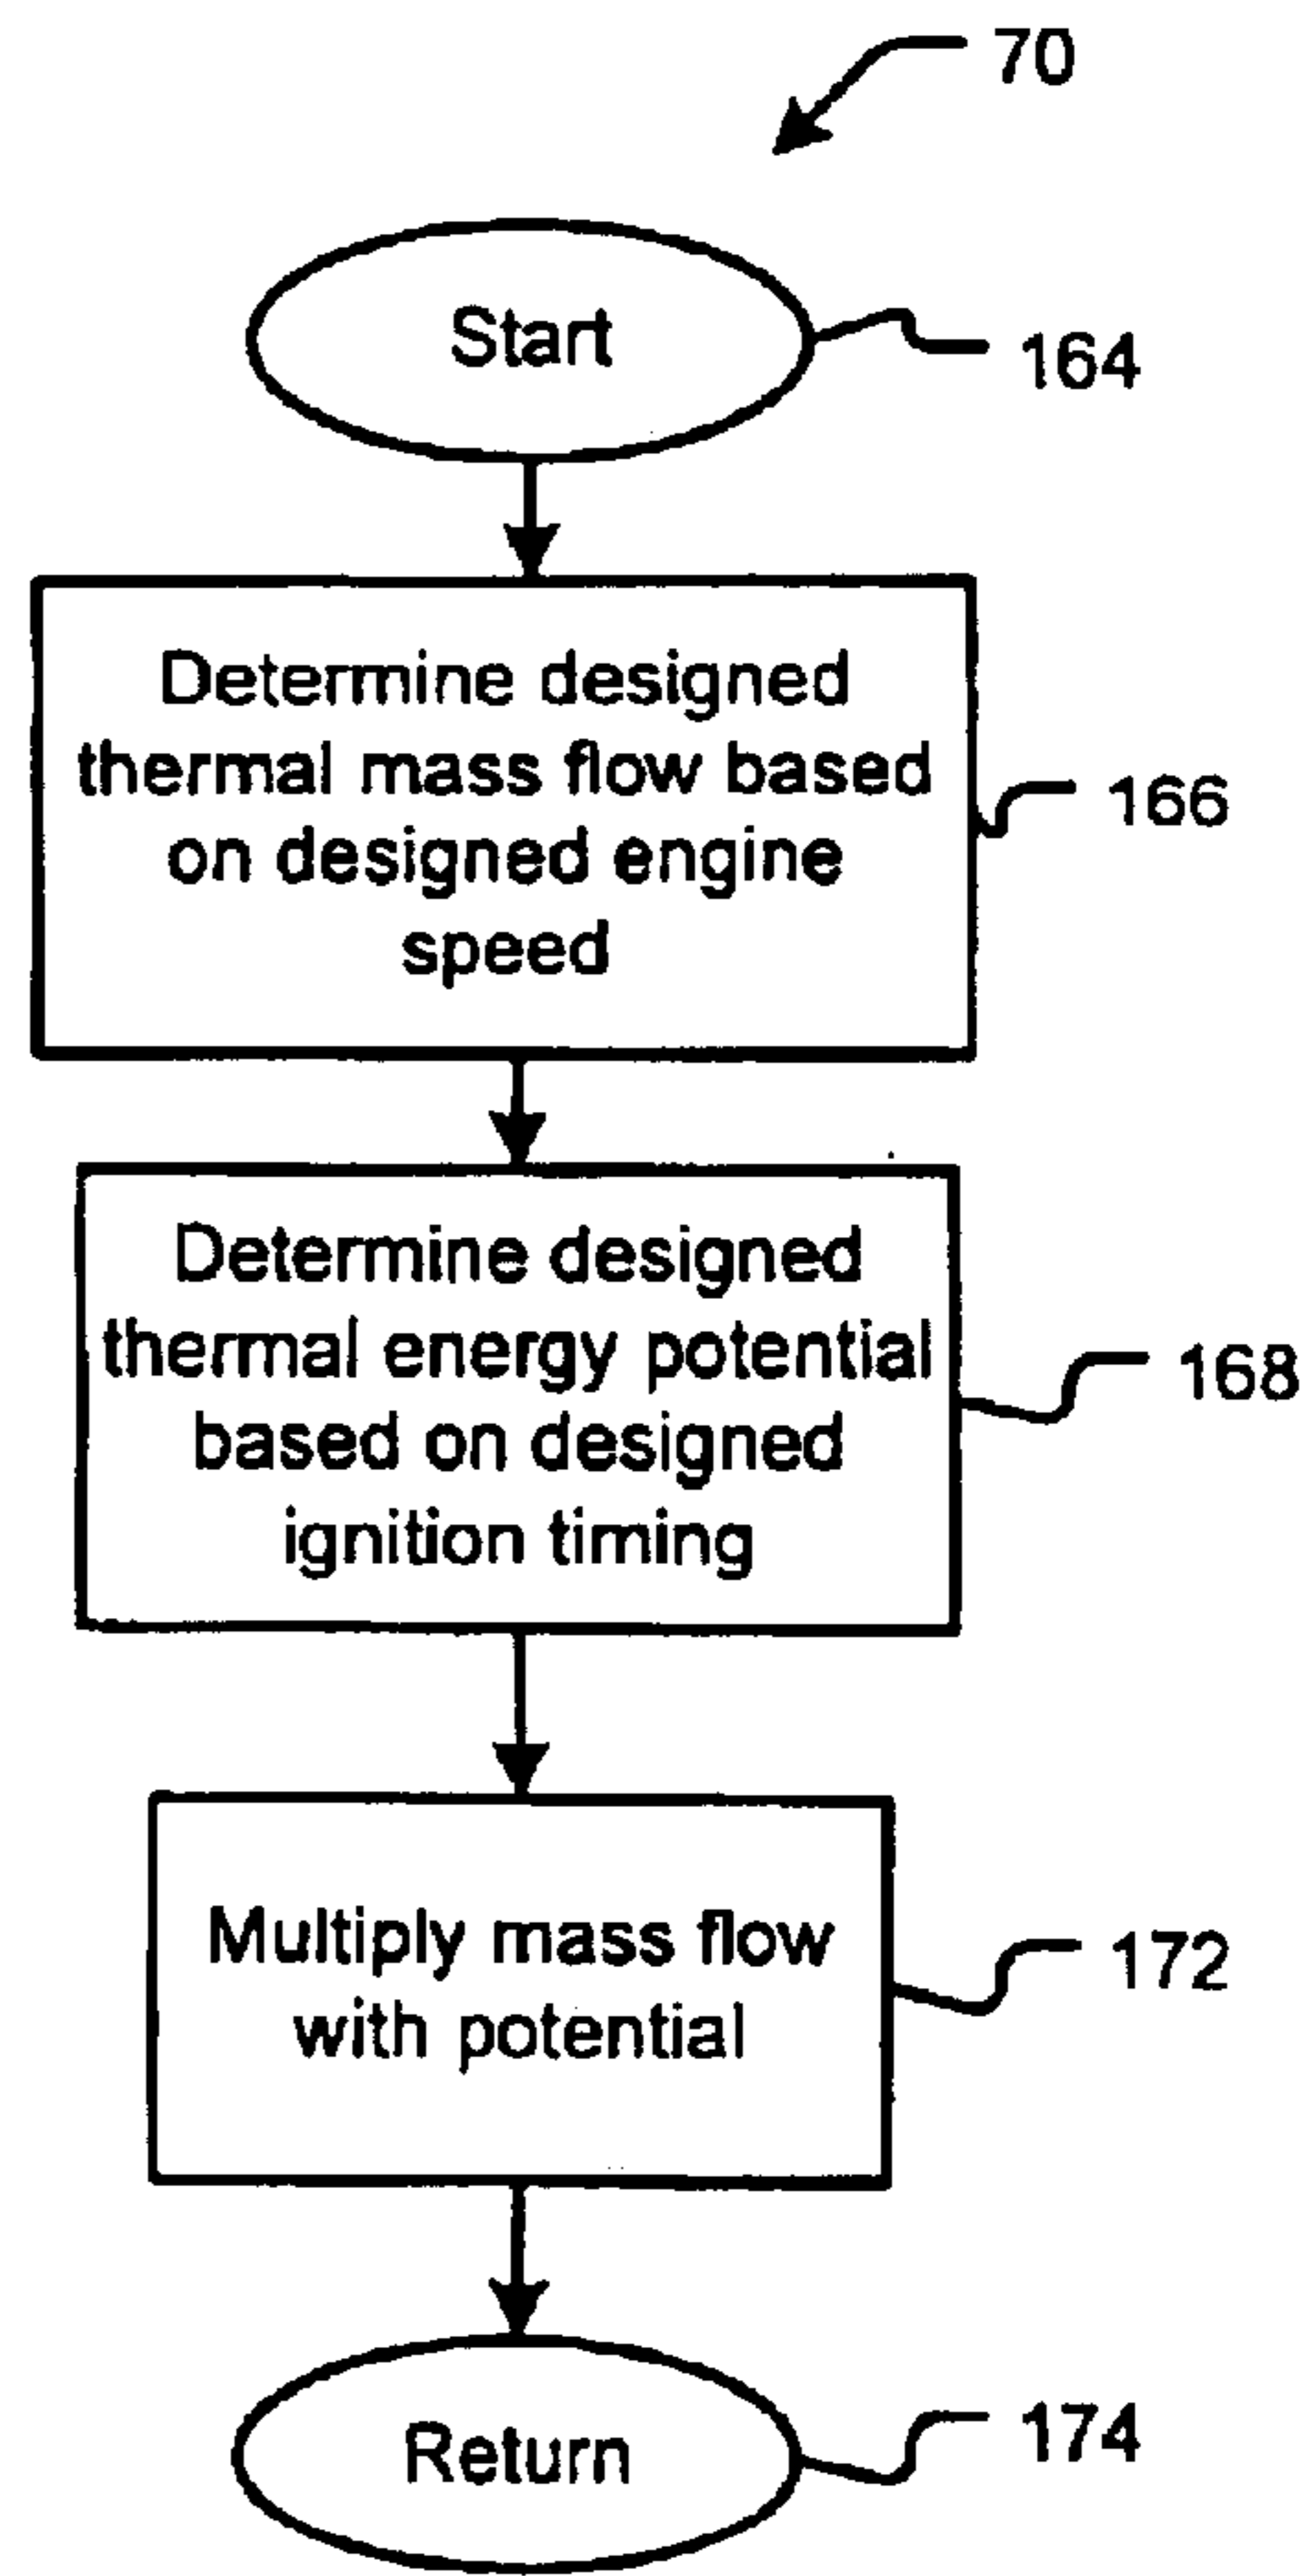 70
Start
164
Determine designed
thermal mass flow based
on designed engine
speed
166
Determine designed
thermal energy potential
based on designed
ignition timing
168
Multiply mass flow
with potential
172
Return
174